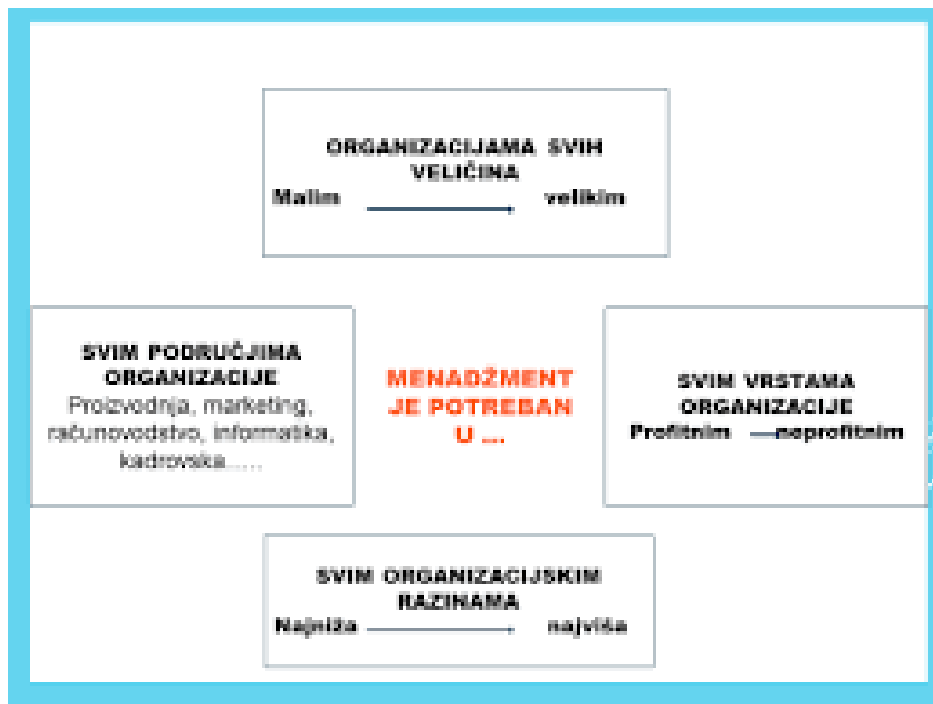 ORGANIZACIJAMA SVIH
VELIČINA
Malim velikim
SVIM PODRUČJIMA
ORGANIZACIJE
Proizvodnja, marketing,
računovodstvo, informatika,
kadrovska.....
MENADŽMENT
JE POTREBAN
U ...
SVIM VRSTAMA
ORGANIZACIJE
Profitnim neprofitnim
SVIM ORGANIZACIJSKIM
RAZINAMA
Najniža najviša